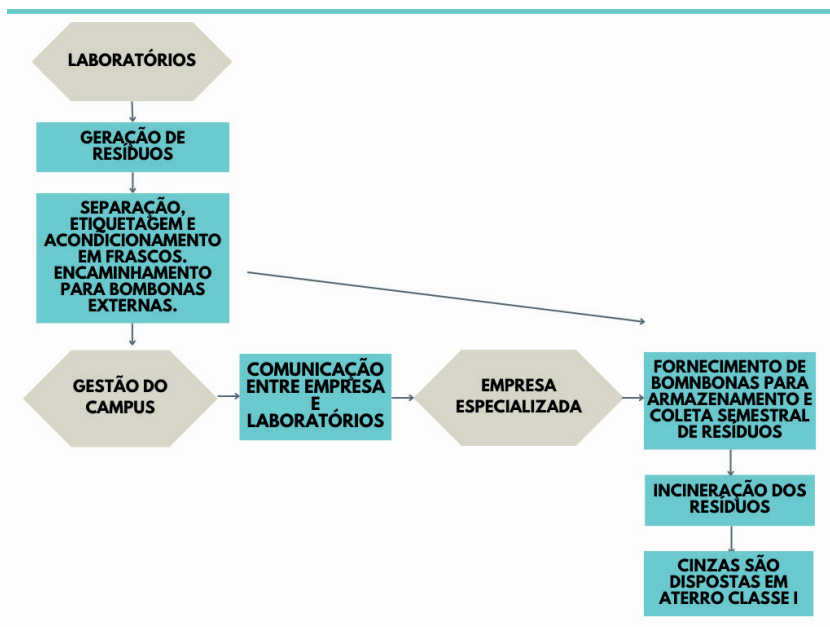 LABORATÓRIOS
GERAÇÃO DE
RESÍDUOS
SEPARAÇÃO,
ETIQUETAGEM E
ACONDICIONAMENTO
EM FRASCOS.
ENCAMINHAMENTO
PARA BOMBONAS
EXTERNAS.
GESTÃO DO
CAMPUS
COMUNICAÇÃO
ENTRE EMPRESA
E
LABORATÓRIOS
EMPRESA
ESPECIALIZADA
FORNECIMENTO DE
BOMNBONAS PARA
ARMAZENAMENTO E
COLETA SEMESTRAL
DE RESÍDUOS
INCINERAÇÃO DOS
RESÍDUOS
CINZAS SÃO
DISPOSTAS EM
ATERRO CLASSE I